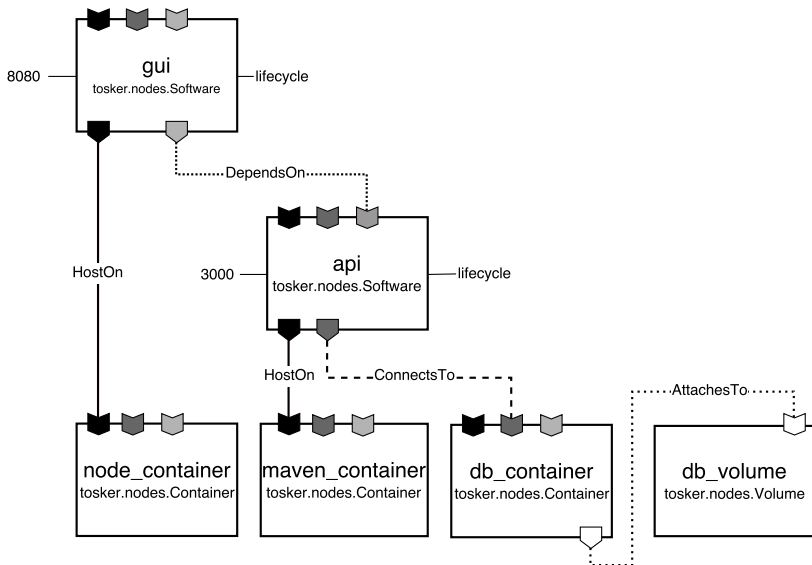 gui
tosker.nodes.Software
8080
lifecycle
DependsOn
HostOn
api
tosker.nodes.Software
3000
lifecycle
HostOn
ConnectsTo
AttachesTo
node_container
tosker.nodes.Container
maven_container
tosker.nodes.Container
db_container
tosker.nodes.Container
db_volume
tosker.nodes.Volume